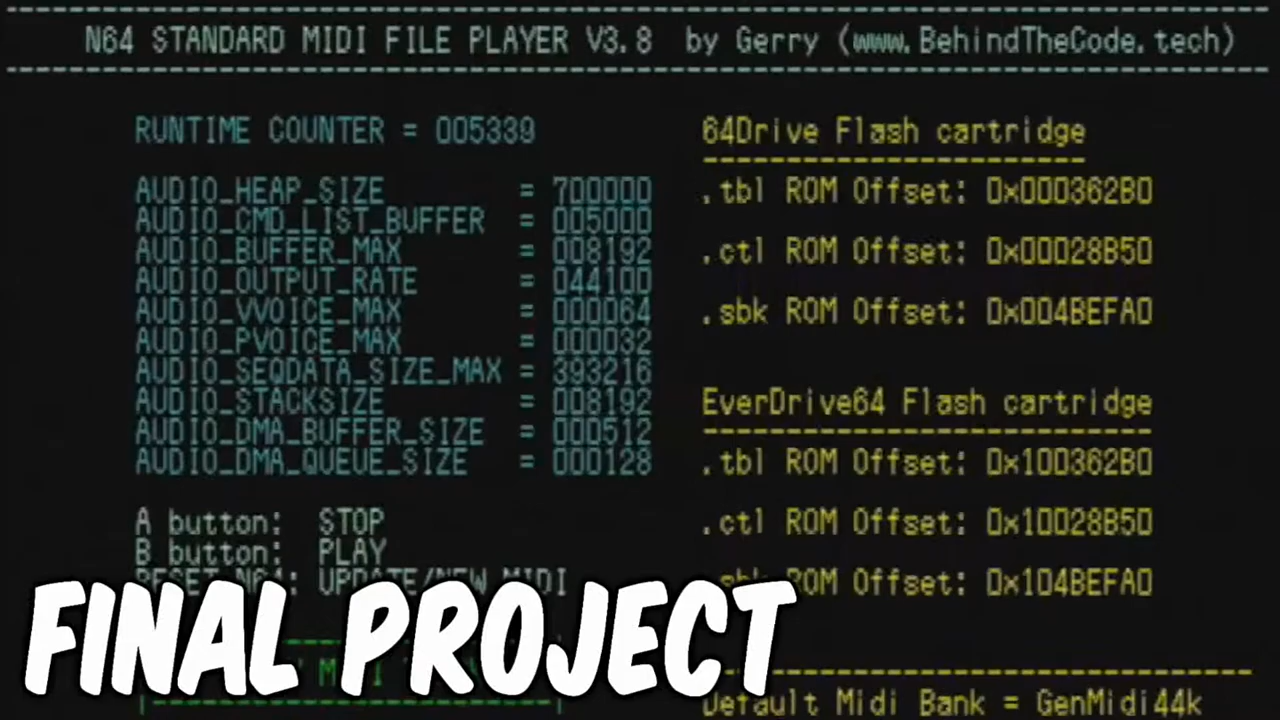 N64 STANDARD MIDI FILE PLAYER V3.8 by Gerry (www.BehindTheCode.tech)
RUNTIME COUNTER = 005339
AUDIO_HEAP_SIZE = 700000
AUDIO_CMD_LIST_BUFFER = 005000
AUDIO_BUFFER_MAX = 008192
AUDIO_OUTPUT_RATE = 044100
AUDIO_VVOICE_MAX = 000064
AUDIO_PVOICE_MAX = 000032
AUDIO_SEQDATA_SIZE_MAX = 393216
AUDIO_STACKSIZE = 008192
AUDIO_DMA_BUFFER_SIZE = 000512
AUDIO_DMA_QUEUE_SIZE = 000128
A button: STOP
B button: PLAY
RESET N64: UPDATE/NEW MIDI
64Drive Flash cartridge
.tbl ROM Offset: 0x000362B0
.ctl ROM Offset: 0x00028B50
.sbk ROM Offset: 0x004BEFA0
EverDrive64 Flash cartridge
.tbl ROM Offset: 0x100362B0
.ctl ROM Offset: 0x10028B50
.sbk ROM Offset: 0x104BEFA0
Default Midi Bank = GenMidi44k
FINAL PROJECT